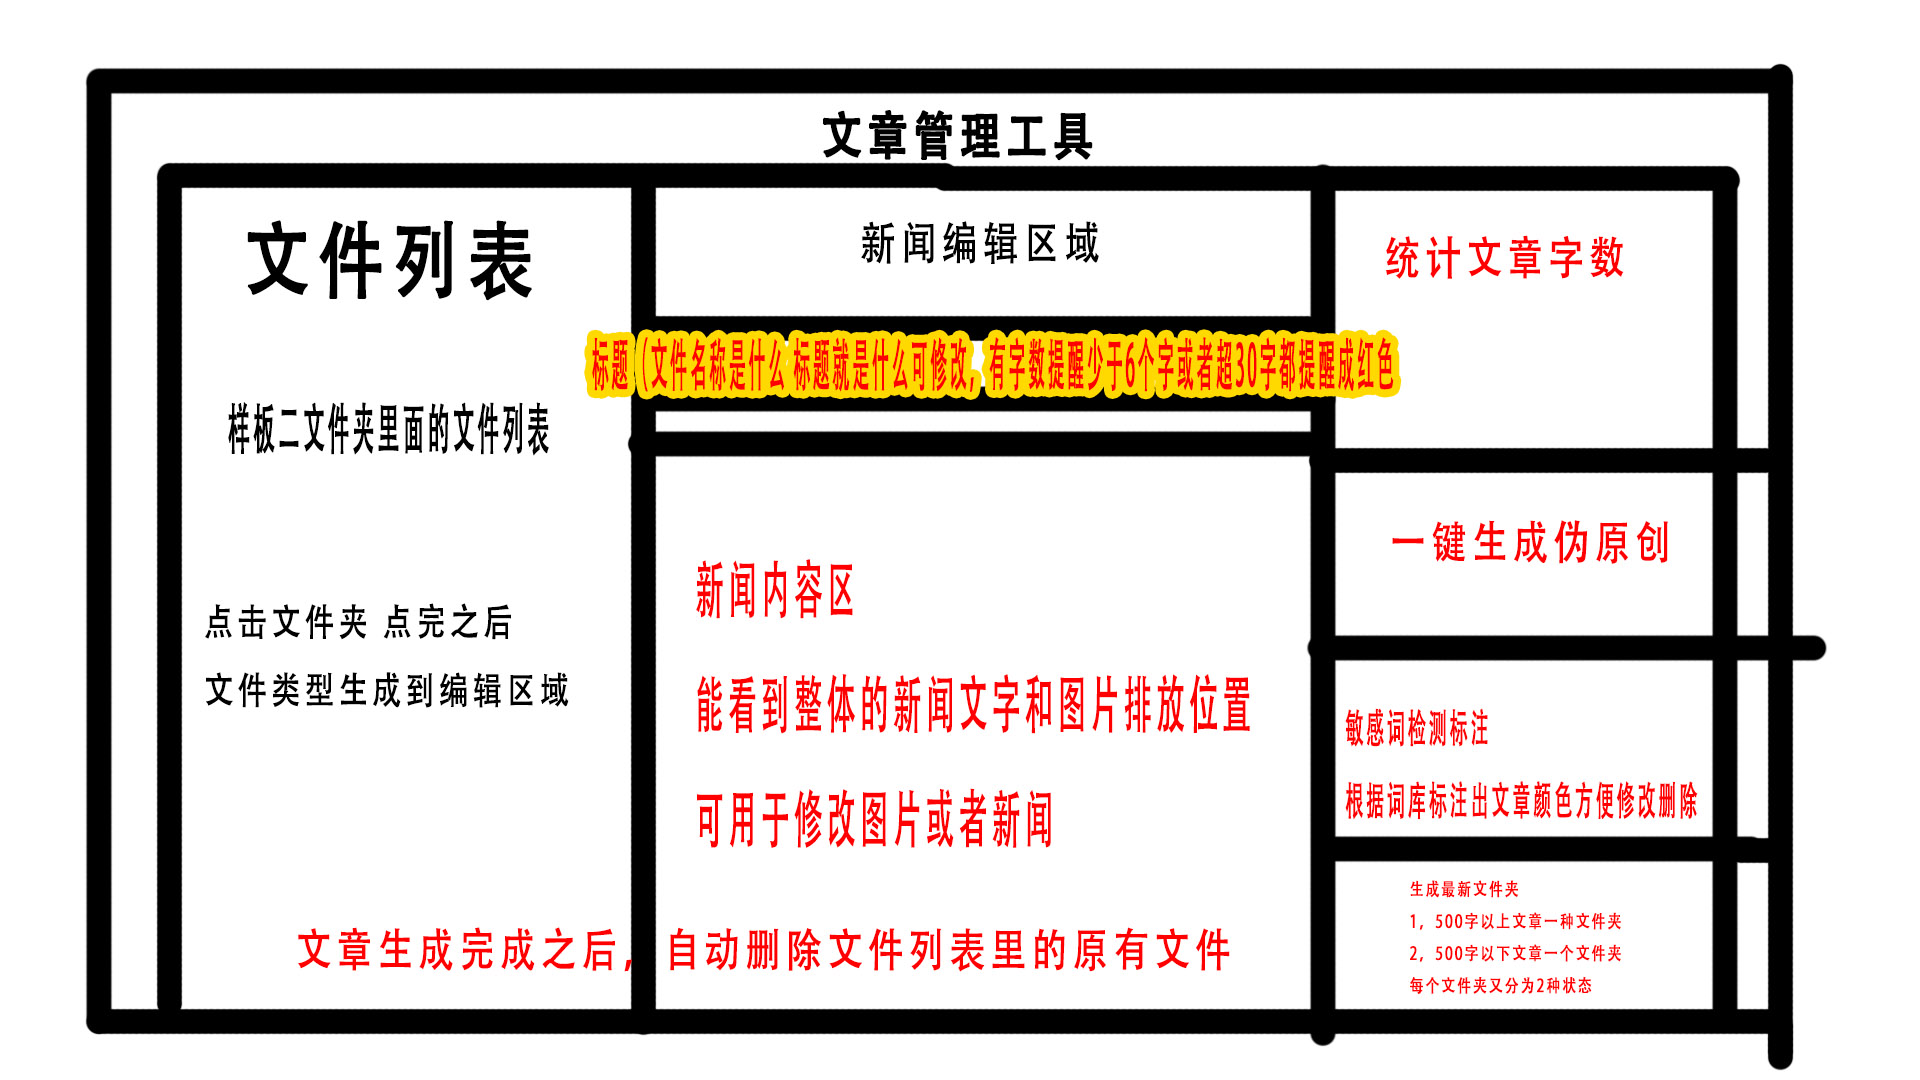 文章管理工具
文件列表
样板二文件夹里面的文件列表
点击文件夹 点完之后
文件类型生成到编辑区域
新闻编辑区域
标题（文件名称是什么 标题就是什么可修改，有字数提醒少于6个字或者超30字都提醒成红色
新闻内容区
能看到整体的新闻文字和图片排放位置
可用于修改图片或者新闻
文章生成完成之后，自动删除文件列表里的原有文件
统计文章字数
一键生成伪原创
敏感词检测标注
根据词库标注出文章颜色方便修改删除
生成最新文件夹
1，500字以上文章一种文件夹
2，500字以下文章一个文件夹
每个文件夹又分为2种状态